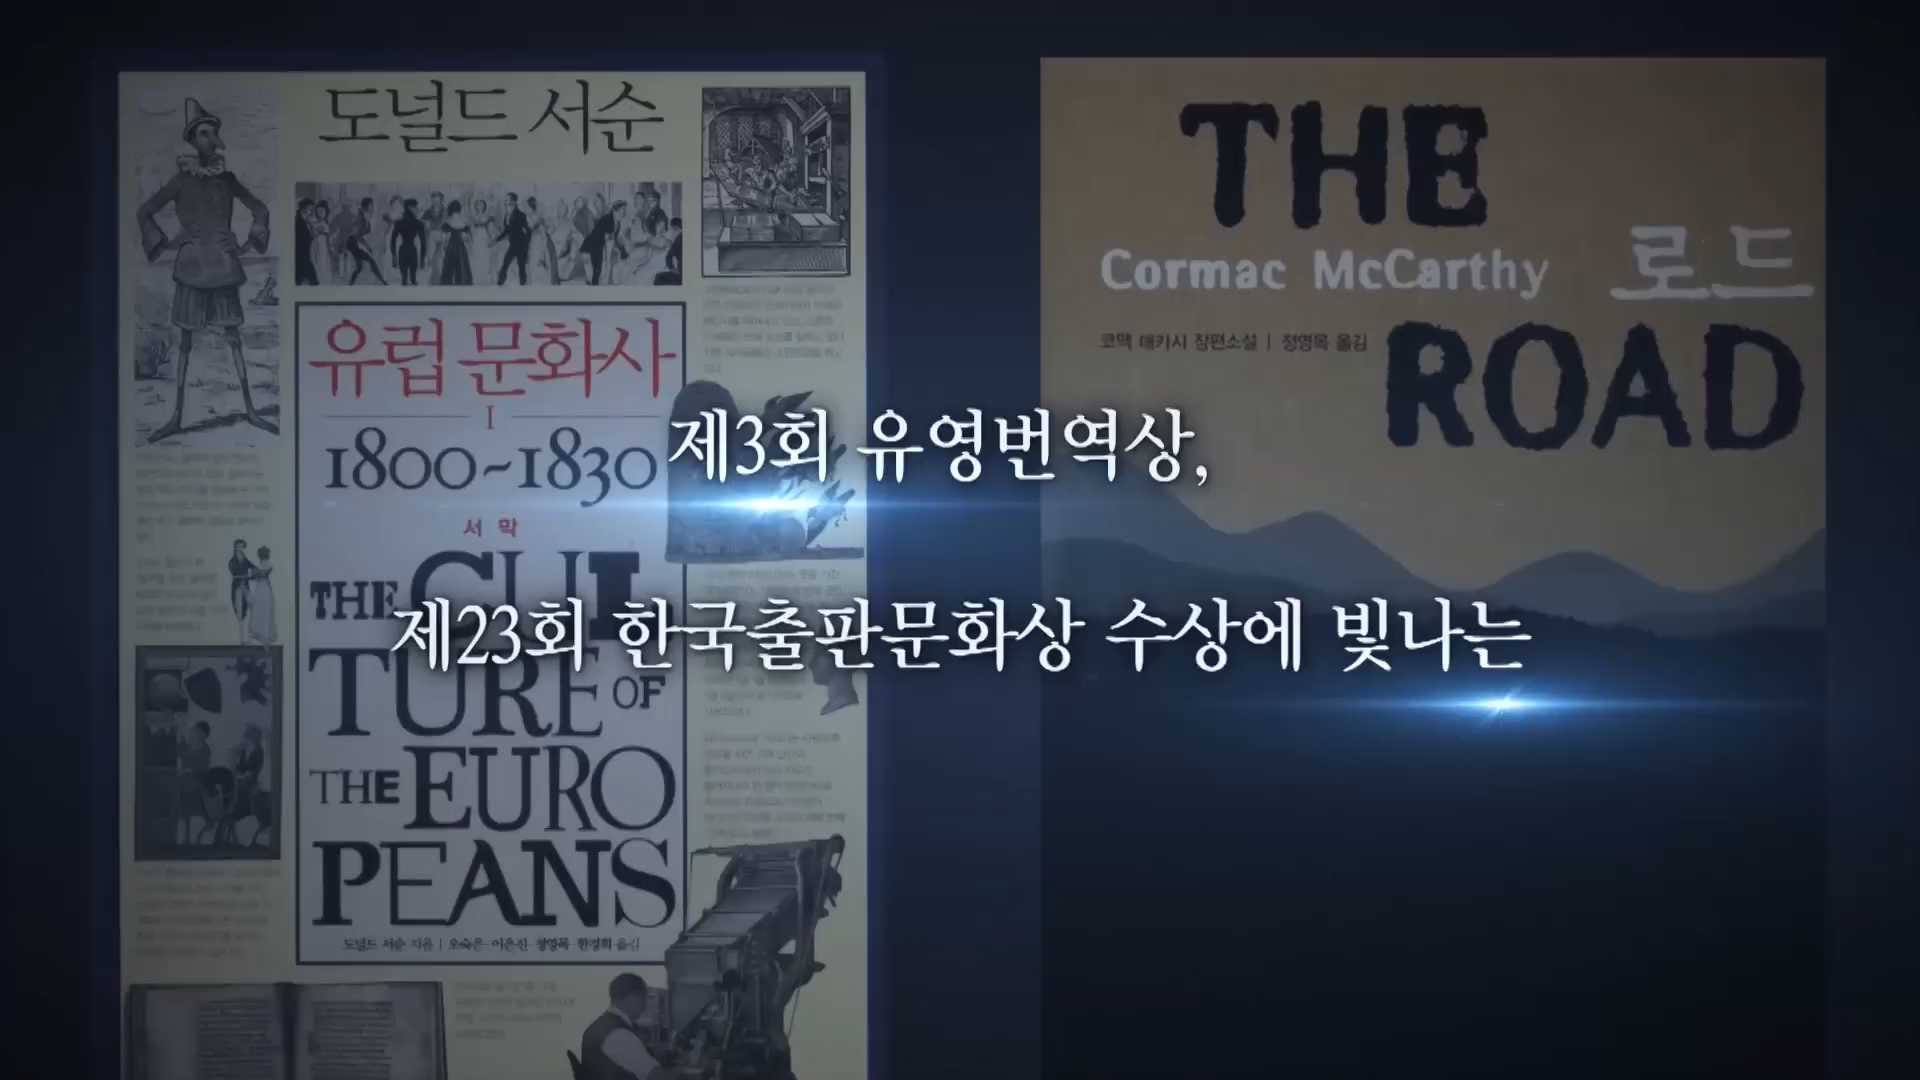 도널드 서순
유럽 문화사
I
1800~1830
서막
THE CUL
TURE OF
THE EURO
PEANS
도널드 서순 지음 | 오숙은·이은진·정영목·한경희 옮김
THE
Cormac McCarthy 로드
코맥 매카시 장편소설 | 정영목 옮김
ROAD
제3회 유영번역상,
제23회 한국출판문화상 수상에 빛나는